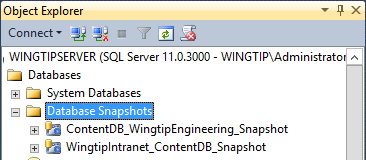 Object Explorer
Connect
WINGTIPSERVER (SQL Server 11.0.3000 - WINGTIP\Administrator
Databases
System Databases
Database Snapshots
ContentDB_WingtipEngineering_Snapshot
WingtipIntranet_ContentDB_Snapshot